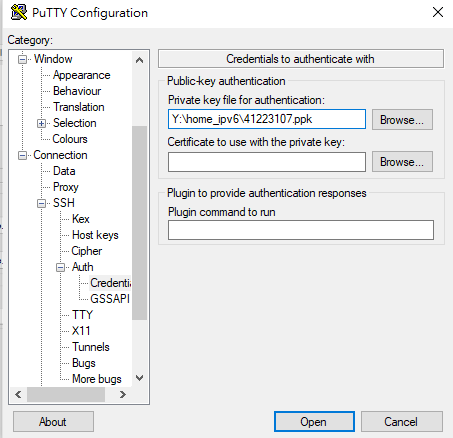 PuTTY Configuration
Category:
Window
Appearance
Behaviour
Translation
Selection
Colours
Connection
Data
Proxy
SSH
Kex
Host keys
Cipher
Auth
Credenti
GSSAPI
TTY
X11
Tunnels
Bugs
More bugs
Credentials to authenticate with
Public-key authentication
Private key file for authentication:
Y:\home_ipv6\41223107.ppk
Browse...
Certificate to use with the private key:
Browse...
Plugin to provide authentication responses
Plugin command to run
About
Open
Cancel